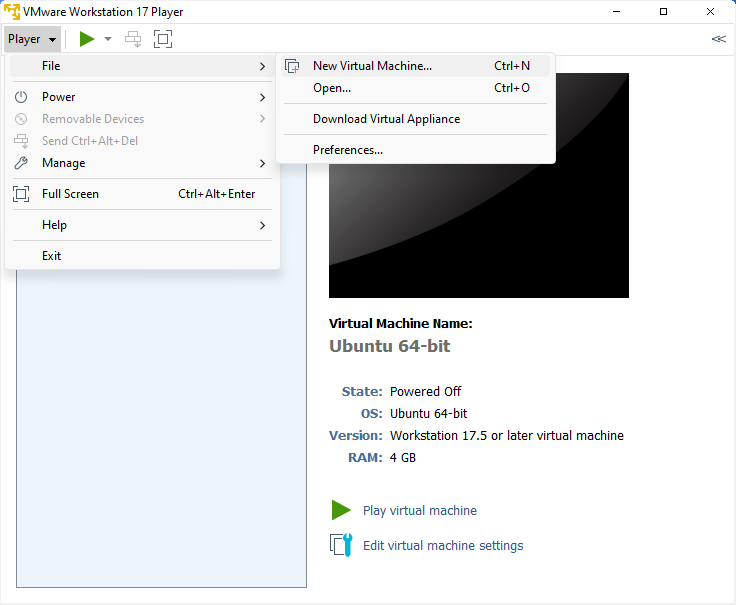 VMware Workstation 17 Player
Player
File
New Virtual Machine... Ctrl+N
Open... Ctrl+O
Power
Removable Devices
Download Virtual Appliance
Send Ctrl+Alt+Del
Preferences...
Manage
Full Screen Ctrl+Alt+Enter
Help
Exit
Virtual Machine Name:
Ubuntu 64-bit
State: Powered Off
OS: Ubuntu 64-bit
Version: Workstation 17.5 or later virtual machine
RAM: 4 GB
Play virtual machine
Edit virtual machine settings